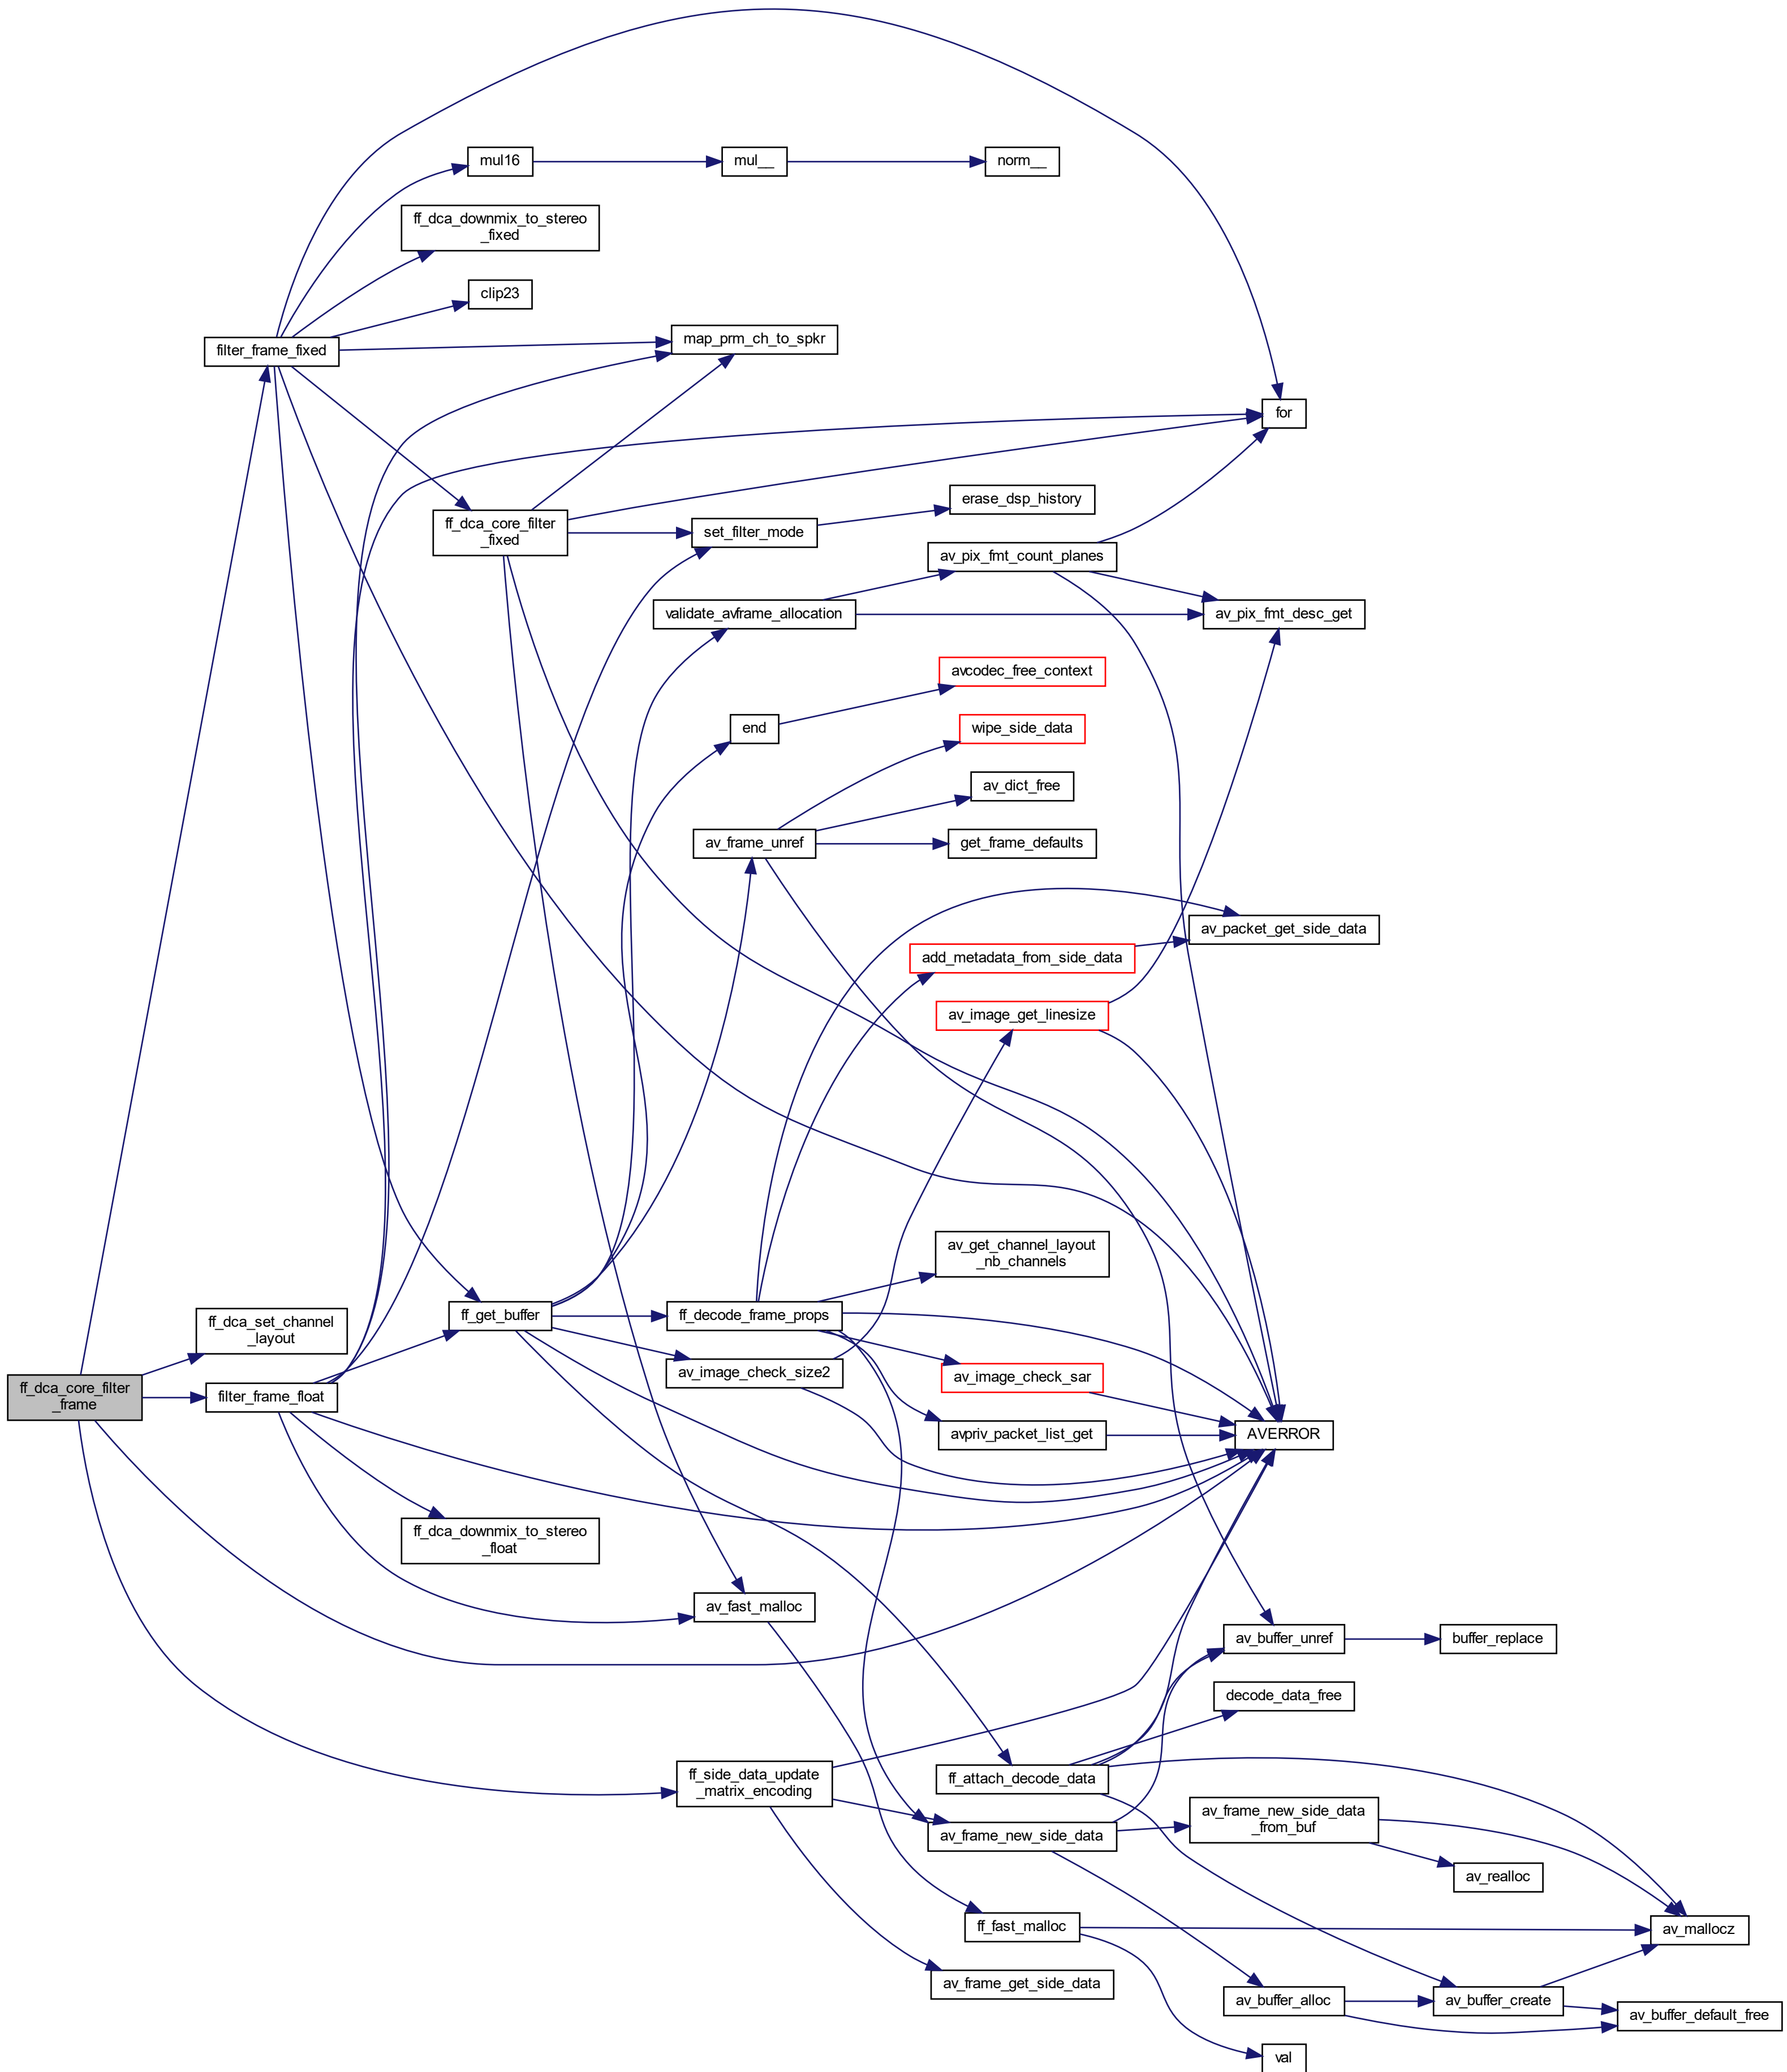 mul16
mul__
norm__
ff_dca_downmix_to_stereo
_fixed
clip23
map_prm_ch_to_spkr
filter_frame_fixed
for
erase_dsp_history
ff_dca_core_filter
_fixed
set_filter_mode
av_pix_fmt_count_planes
validate_avframe_allocation
av_pix_fmt_desc_get
avcodec_free_context
end
wipe_side_data
av_dict_free
av_frame_unref
get_frame_defaults
av_packet_get_side_data
add_metadata_from_side_data
av_image_get_linesize
av_get_channel_layout
_nb_channels
ff_dca_set_channel
_layout
ff_get_buffer
ff_decode_frame_props
av_image_check_size2
av_image_check_sar
ff_dca_core_filter
_frame
filter_frame_float
avpriv_packet_list_get
AVERROR
ff_dca_downmix_to_stereo
_float
av_fast_malloc
av_buffer_unref
buffer_replace
decode_data_free
ff_side_data_update
_matrix_encoding
ff_attach_decode_data
av_frame_new_side_data
av_frame_new_side_data
_from_buf
av_realloc
ff_fast_malloc
av_mallocz
av_frame_get_side_data
av_buffer_alloc
av_buffer_create
av_buffer_default_free
val